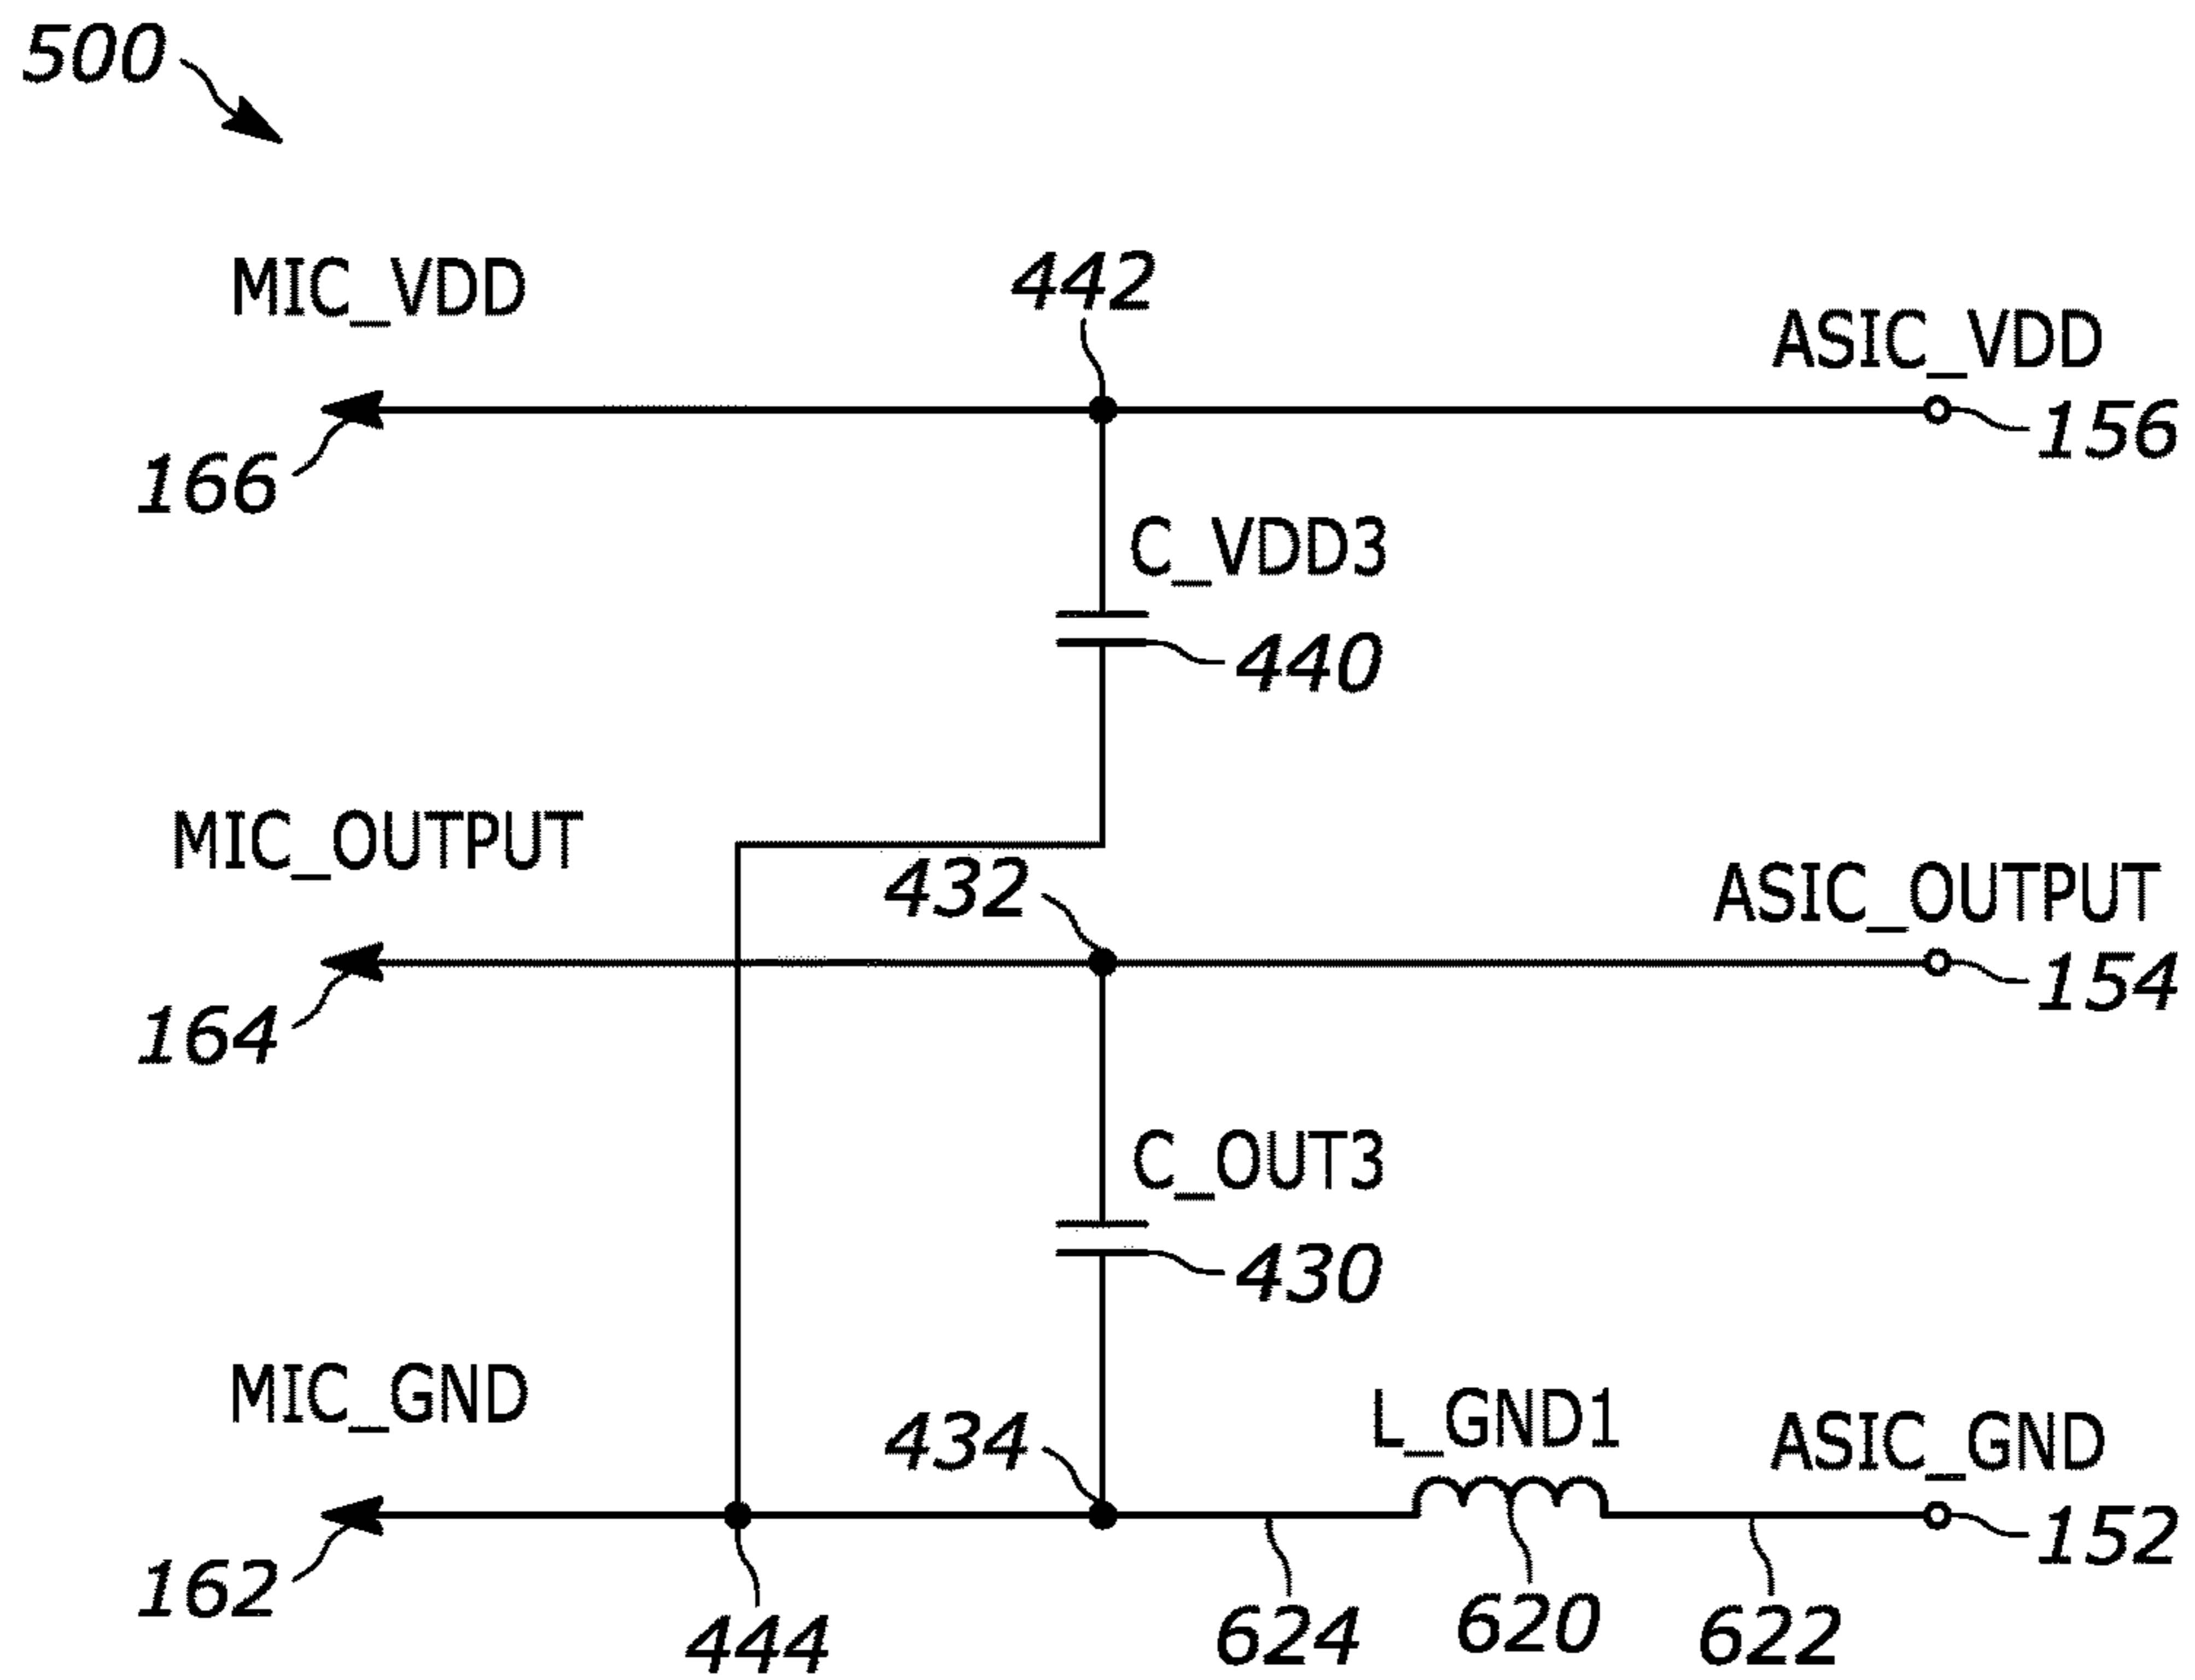 500
MIC_VDD
442
ASIC_VDD
166
156
C_VDD3
440
MIC_OUTPUT
432
ASIC_OUTPUT
164
154
C_OUT3
430
MIC_GND
434
L_GND1
ASIC_GND
162
152
444
624
620
622